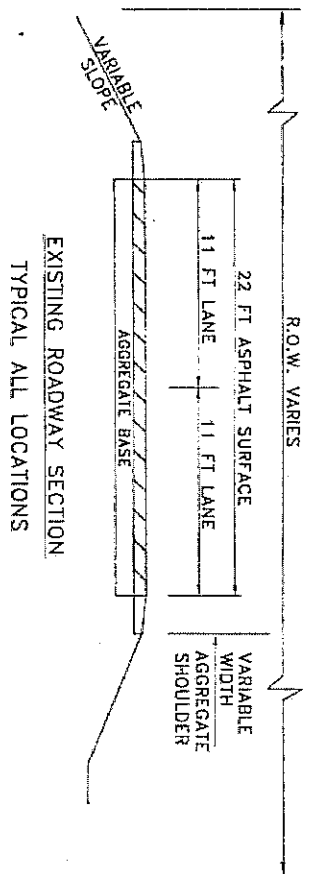 R.O.W. VARIES
22 FT ASPHALT SURFACE
11 FT LANE
11 FT LANE
VARIABLE
WIDTH
AGGREGATE
SHOULDER
VARIABLE
SLOPE
AGGREGATE BASE
EXISTING ROADWAY SECTION
TYPICAL ALL LOCATIONS